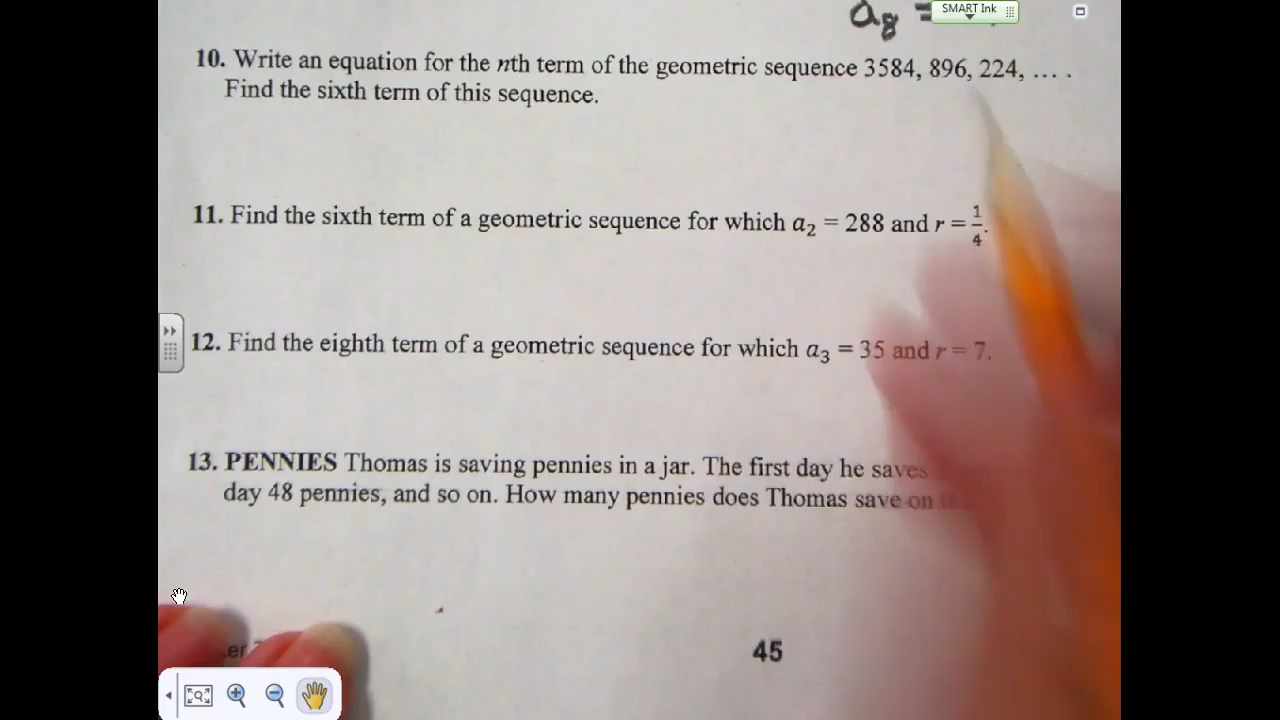 a8 =
SMART Ink
10. Write an equation for the nth term of the geometric sequence 3584, 896, 224, … .
Find the sixth term of this sequence.
11. Find the sixth term of a geometric sequence for which a2 = 288 and r = 1/4.
12. Find the eighth term of a geometric sequence for which a3 = 35 and r = 7.
13. PENNIES Thomas is saving pennies in a jar. The first day he saves
day 48 pennies, and so on. How many pennies does Thomas save on
45